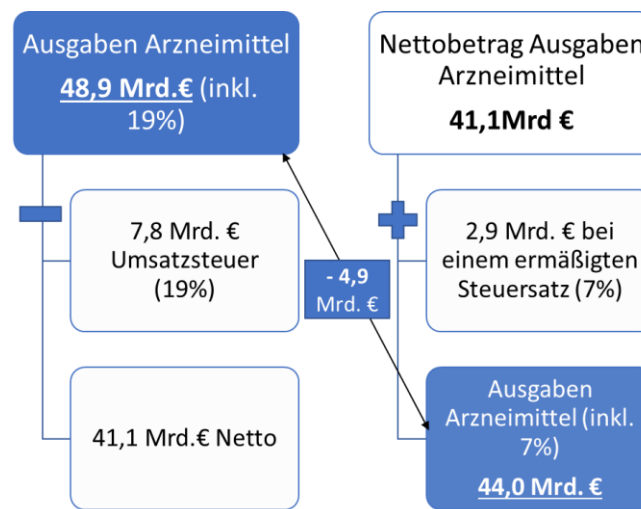 Ausgaben Arzneimittel
48,9 Mrd.€ (inkl.
19%)
7,8 Mrd. €
Umsatzsteuer
(19%)
41,1 Mrd.€ Netto
- 4,9
Mrd. €
Nettobetrag Ausgaben
Arzneimittel
41,1Mrd €
2,9 Mrd. € bei
einem ermäßigten
Steuersatz (7%)
Ausgaben
Arzneimittel (inkl.
7%)
44,0 Mrd. €